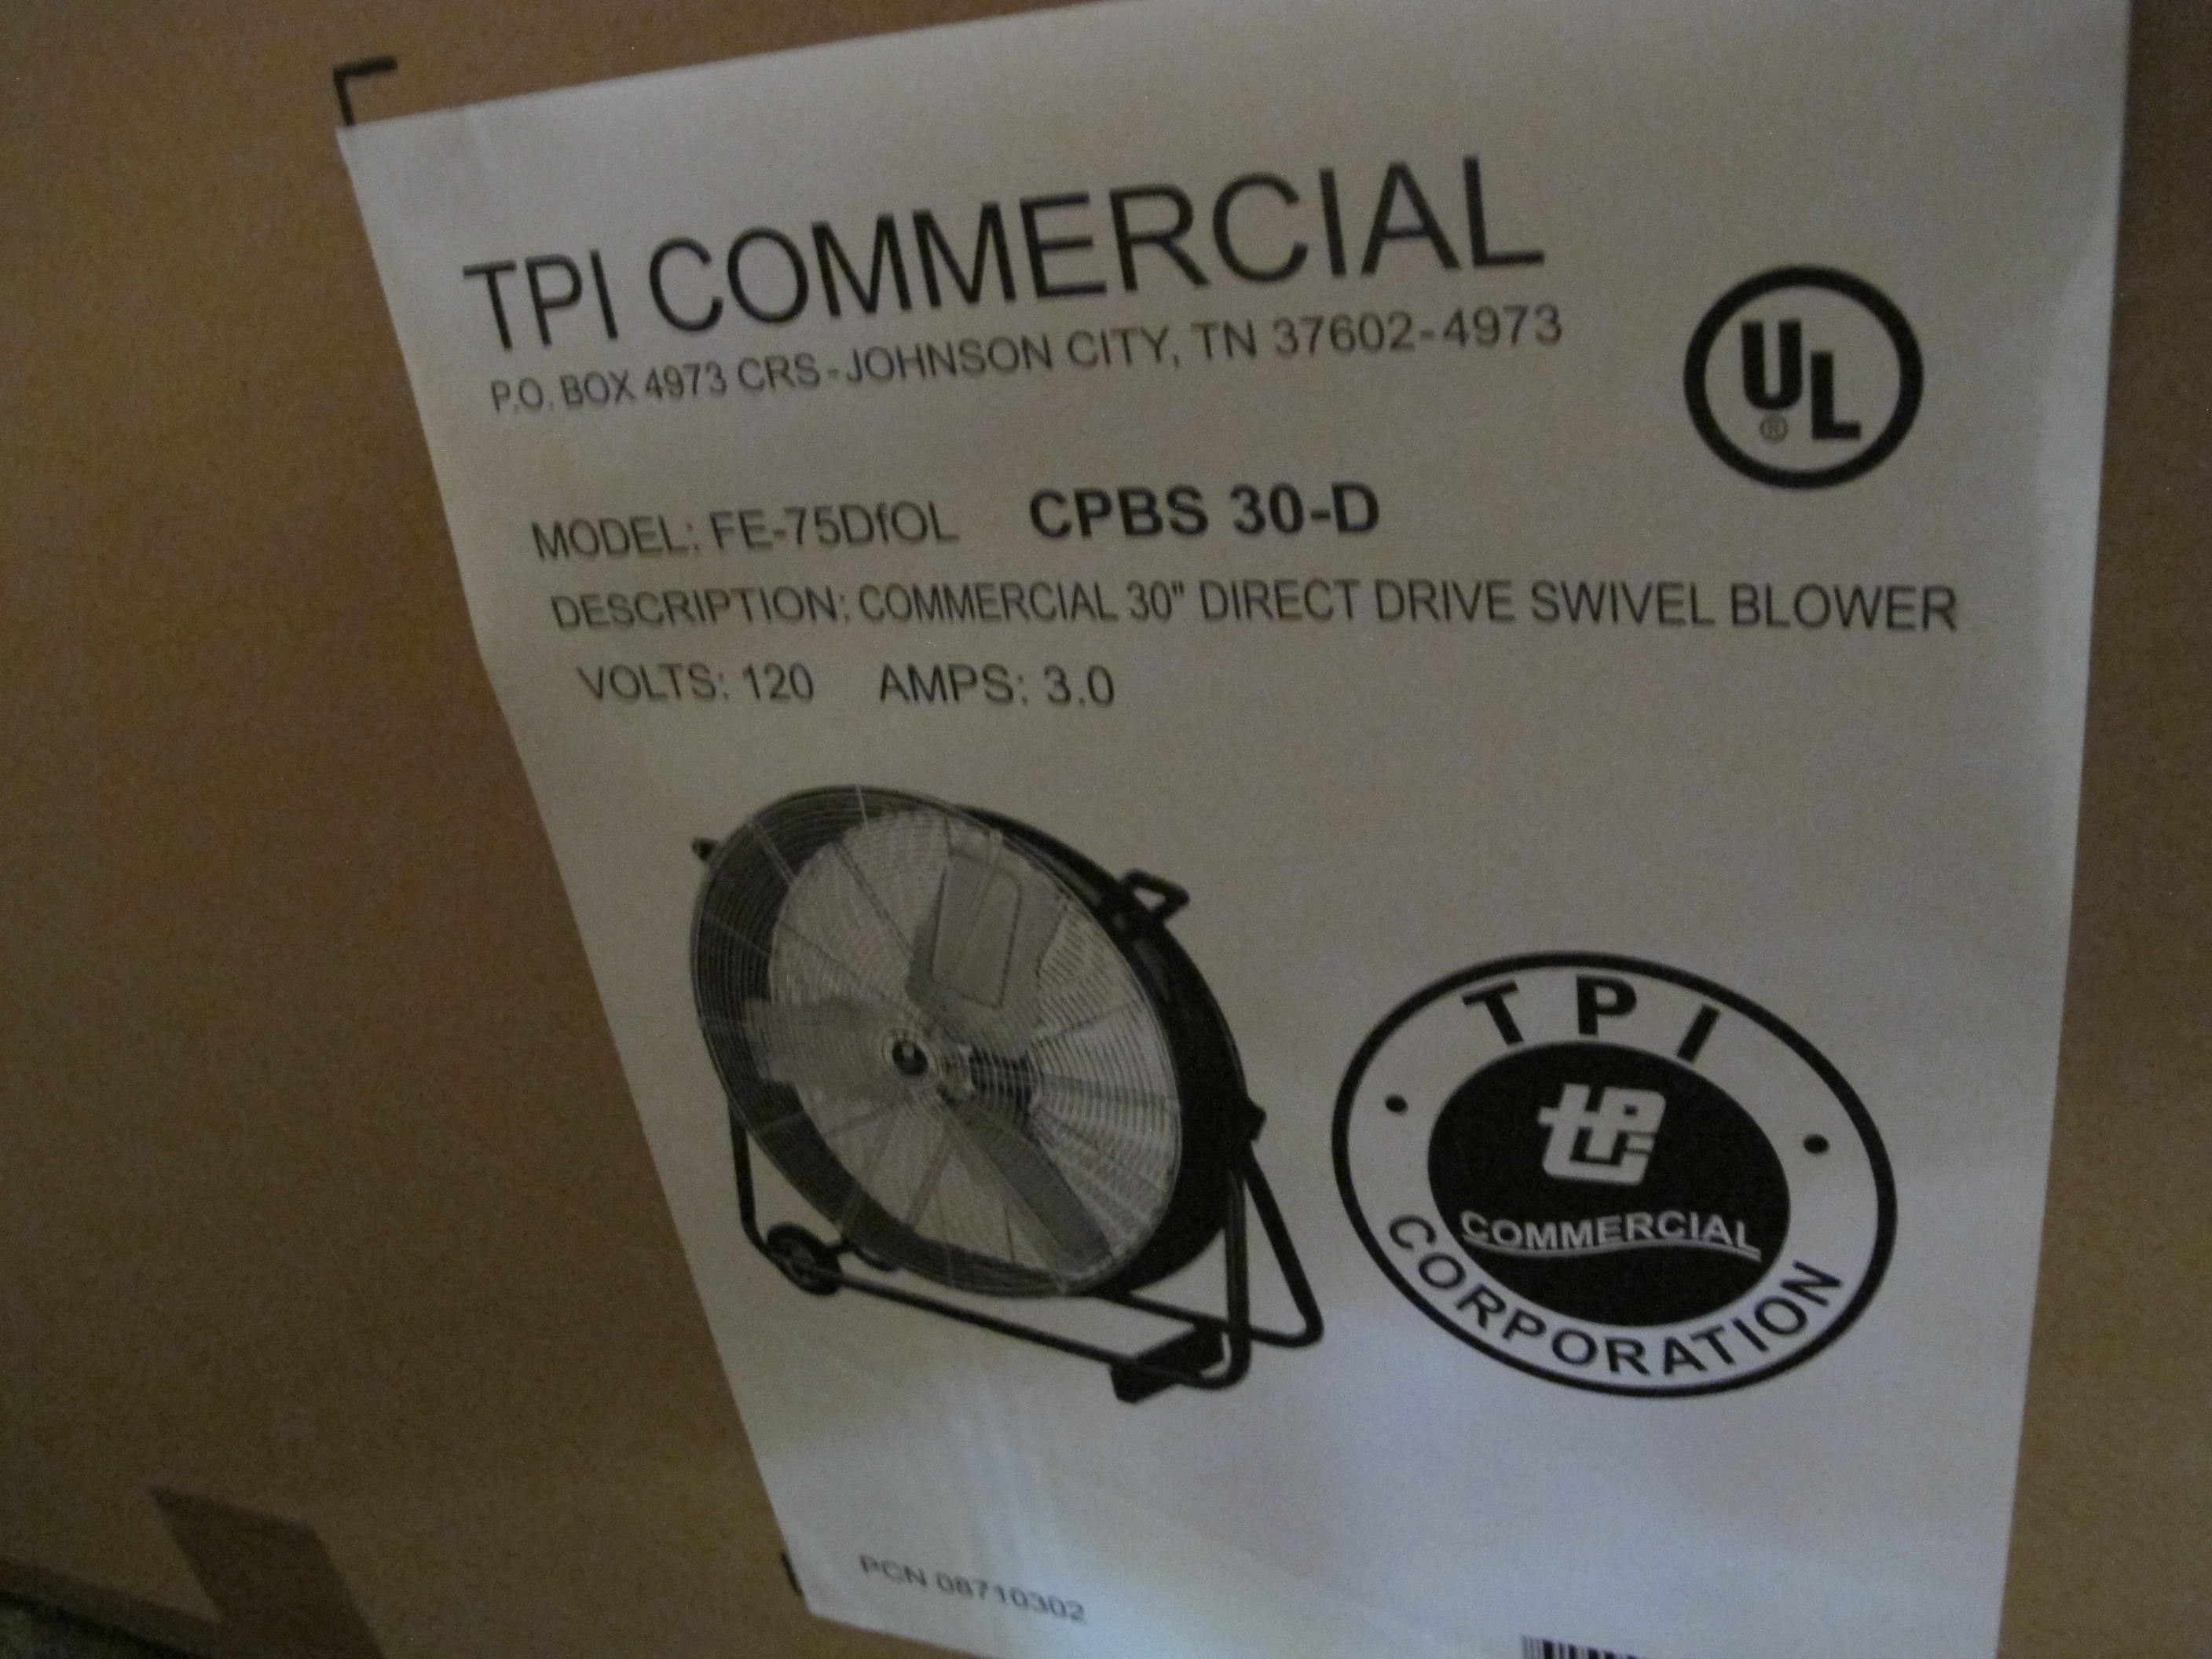 TPI COMMERCIAL
P.O. BOX 4973 CRS-JOHNSON CITY, TN 37602-4973
UL
®
MODEL: FE-75DfOL CPBS 30-D
DESCRIPTION: COMMERCIAL 30" DIRECT DRIVE SWIVEL BLOWER
VOLTS: 120 AMPS: 3.0
TPI
COMMERCIAL
CORPORATION
PCN 08710302